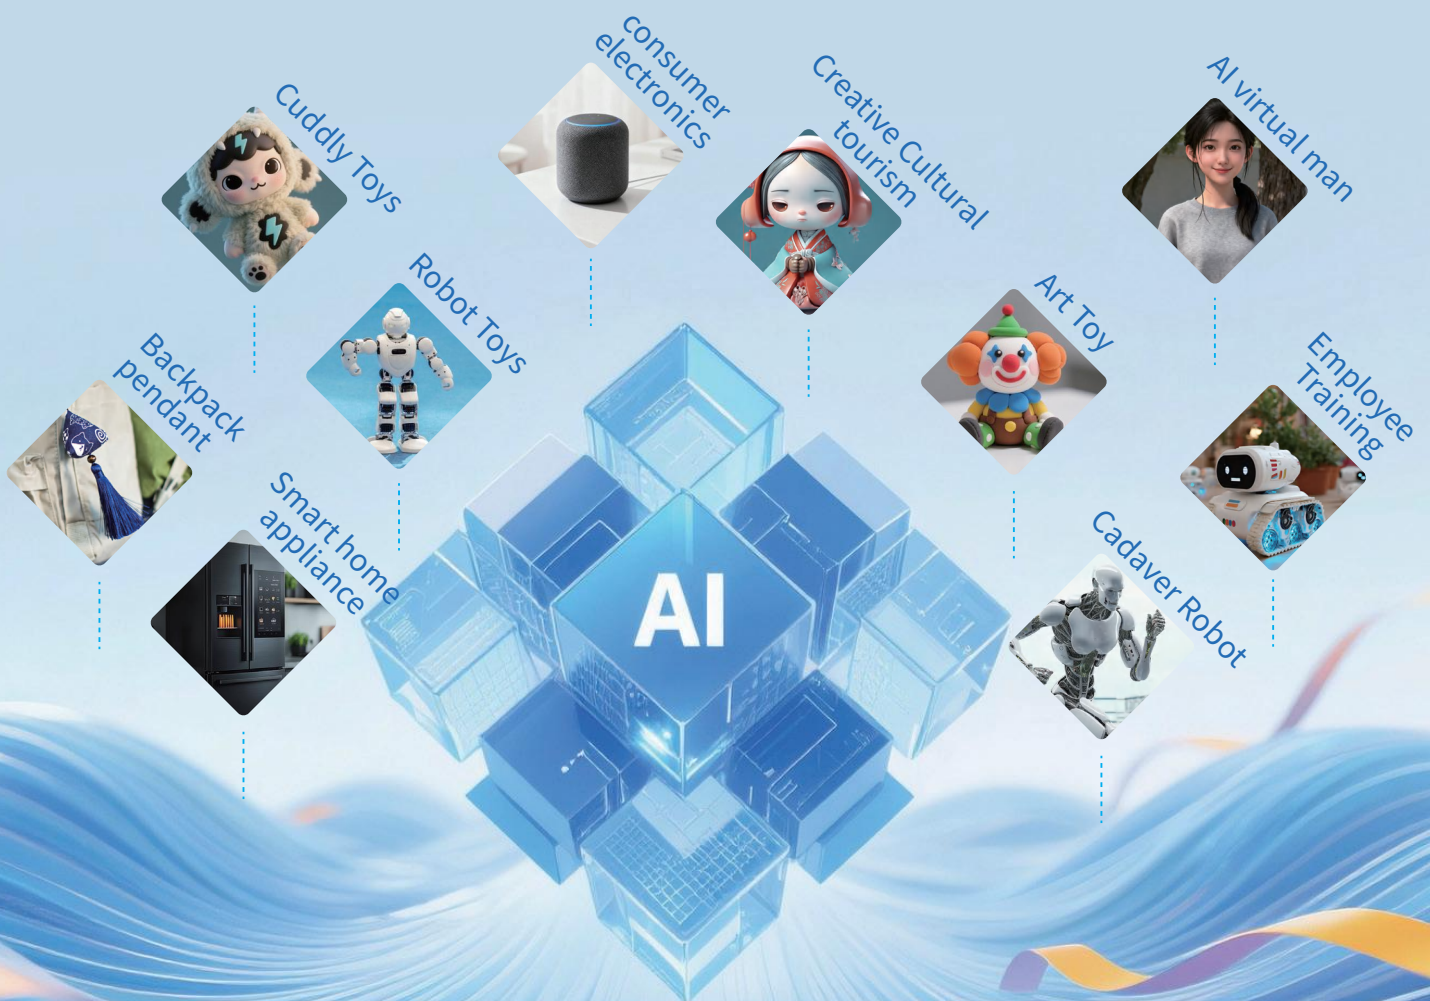 Cuddly Toys
consumer
electronics
Creative Cultural
tourism
AI virtual man
Robot Toys
Art Toy
Backpack
pendant
Employee
Training
Smart home
appliance
Cadaver Robot
AI